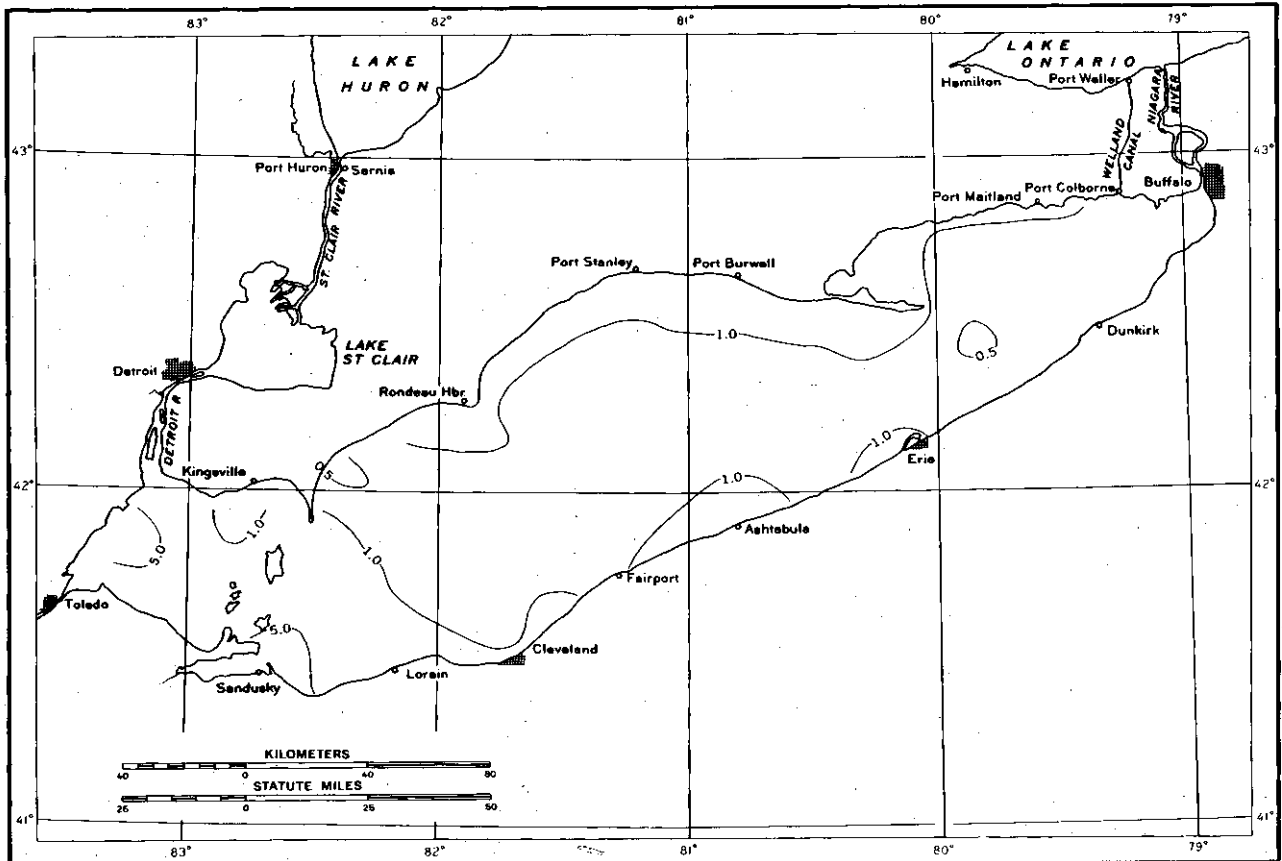 83°
82°
81°
80°
79°
LAKE
HURON
LAKE
ONTARIO
Hamilton
Port Weller
NIAGARA
RIVER
WELLAND
CANAL
43°
43°
Port Huron
Sarnia
ST. CLAIR RIVER
Port Maitland
Port Colborne
Buffalo
Port Stanley
Port Burwell
LAKE
ST CLAIR
Detroit
DETROIT R
1.0
0.5
Dunkirk
Rondeau Hbr.
1.0
Erie
Kingsville
0.5
42°
42°
1.0
1.0
5.0
1.0
Ashtabula
Fairport
Toledo
5.0
Cleveland
Lorain
Sandusky
KILOMETERS
40 0 40 80
STATUTE MILES
25 0 25 50
41°
41°
83°
82°
81°
80°
79°